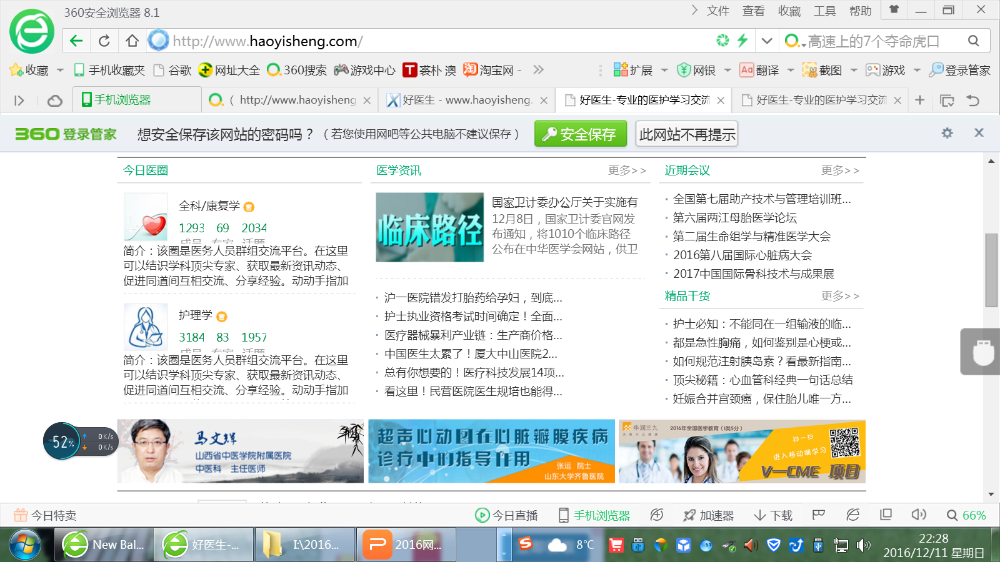 360安全浏览器 8.1
文件 查看 收藏 工具 帮助
http://www.haoyisheng.com/
高速上的7个夺命虎口
收藏 手机收藏夹 谷歌 网址大全 360搜索 游戏中心 裘朴 澳 淘宝网 - 扩展 网银 翻译 截图 游戏 登录管家
手机浏览器
( http://www.haoyisheng
好医生 - www.haoyisheng.
好医生-专业的医护学习交流
好医生-专业的医护学习交流
360 登录管家 想安全保存该网站的密码吗？（若您使用网吧等公共电脑不建议保存） 安全保存 此网站不再提示
今日医圈
全科/康复学
1293 69 2034
成员 专家 话题
简介：该圈是医务人员群组交流平台。在这里
可以结识学科顶尖专家、获取最新资讯动态、
促进同道间互相交流、分享经验。动动手指加
护理学
3184 83 1957
成员 专家 话题
简介：该圈是医务人员群组交流平台。在这里
可以结识学科顶尖专家、获取最新资讯动态、
促进同道间互相交流、分享经验。动动手指加
医学资讯 更多>>
临床路径
国家卫计委办公厅关于实施有
12月8日，国家卫计委官网发
布通知，将1010个临床路径
公布在中华医学会网站，供卫
沪一医院错发打胎药给孕妇，到底...
护士执业资格考试时间确定！全面...
医疗器械暴利产业链：生产商价格...
中国医生太累了！厦大中山医院2...
总有你想要的！医疗科技发展14项...
看这里！民营医院医生规培也能得...
近期会议 更多>>
全国第七届助产技术与管理培训班...
第六届两江母胎医学论坛
第二届生命组学与精准医学大会
2016第八届国际心脏病大会
2017中国国际骨科技术与成果展
精品干货 更多>>
护士必知：不能同在一组输液的临...
都是急性胸痛，如何鉴别是心梗或...
如何规范注射胰岛素？看最新指南...
顶尖秘籍：心血管科经典一句话总结
妊娠合并宫颈癌，保住胎儿唯一方...
52%
0K/s
0K/s
马文辉
山西省中医学院附属医院
中医科 主任医师
超声心动图在心脏瓣膜疾病
诊疗中的指导作用
张运 院士
山东大学齐鲁医院
华润三九
2016年全国医学教育（I类5分）
扫一扫
进入移动端学习
V—CME 项目
今日特卖 今日直播 手机浏览器 加速器 下载 66%
New Bal... 好医生-... I:\2016... 2016网... 8℃
22:28
2016/12/11 星期日